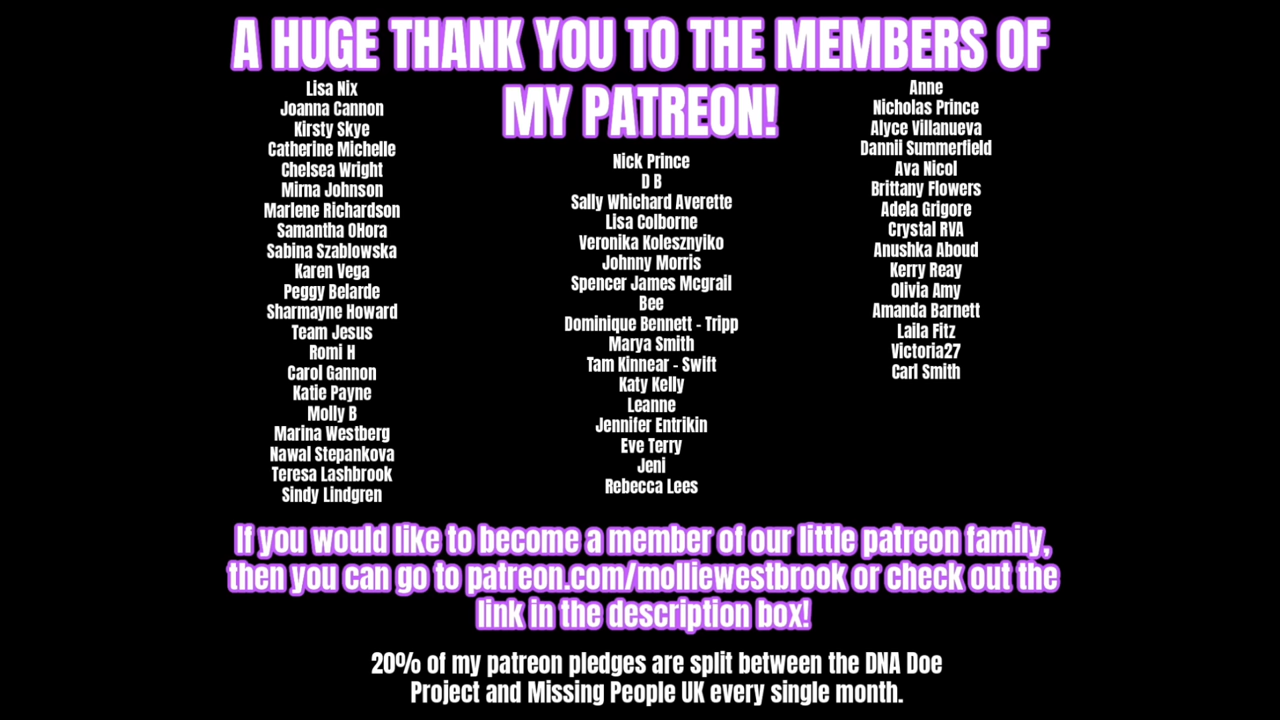 A HUGE THANK YOU TO THE MEMBERS OF
MY PATREON!
Lisa Nix
Joanna Cannon
Kirsty Skye
Catherine Michelle
Chelsea Wright
Mirna Johnson
Marlene Richardson
Samantha OHora
Sabina Szablowska
Karen Vega
Peggy Belarde
Sharmayne Howard
Team Jesus
Romi H
Carol Gannon
Katie Payne
Molly B
Marina Westberg
Nawal Stepankova
Teresa Lashbrook
Sindy Lindgren
Nick Prince
D B
Sally Whichard Averette
Lisa Colborne
Veronika Kolesznyiko
Johnny Morris
Spencer James Mcgrail
Bee
Dominique Bennett - Tripp
Marya Smith
Tam Kinnear - Swift
Katy Kelly
Leanne
Jennifer Entrikin
Eve Terry
Jeni
Rebecca Lees
Anne
Nicholas Prince
Alyce Villanueva
Dannii Summerfield
Ava Nicol
Brittany Flowers
Adela Grigore
Crystal RVA
Anushka Aboud
Kerry Reay
Olivia Amy
Amanda Barnett
Laila Fitz
Victoria27
Carl Smith
If you would like to become a member of our little patreon family,
then you can go to patreon.com/molliewestbrook or check out the
link in the description box!
20% of my patreon pledges are split between the DNA Doe
Project and Missing People UK every single month.